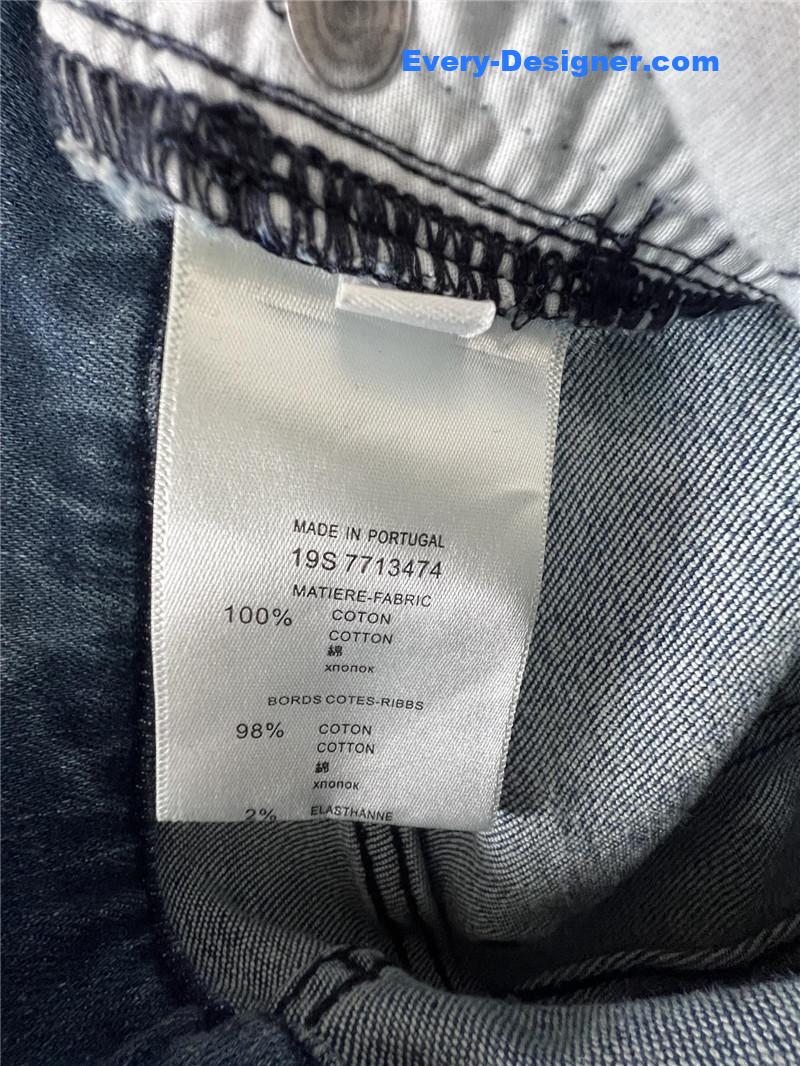 Every-Designer.com
MADE IN PORTUGAL
19S 7713474
MATIERE-FABRIC
100% COTON
COTTON
綿
хлопок
BORDS COTES-RIBBS
98% COTON
COTTON
綿
хлопок
2% ELASTHANNE